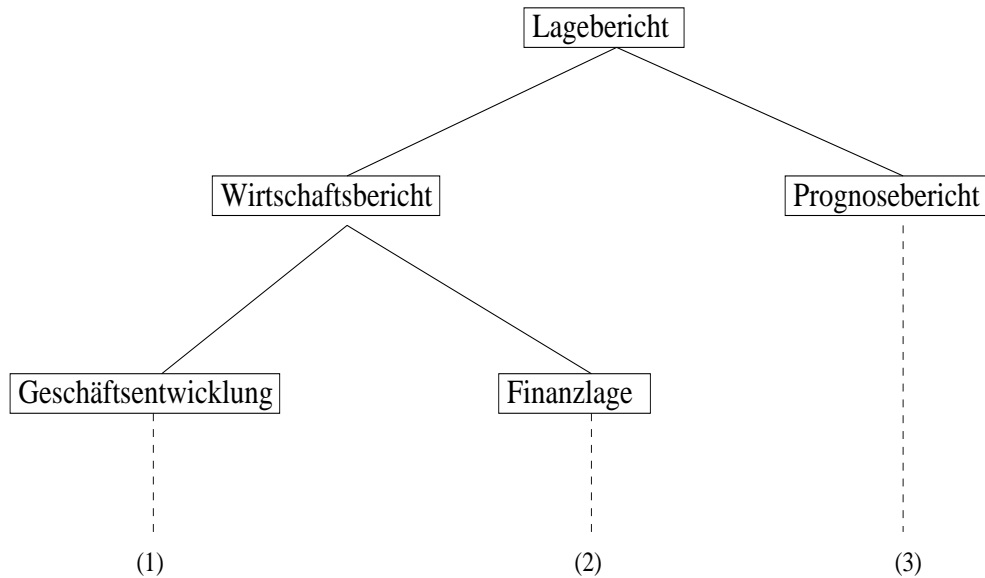 Lagebericht
Wirtschaftsbericht
Prognosebericht
Geschäftsentwicklung
Finanzlage
(1)
(2)
(3)